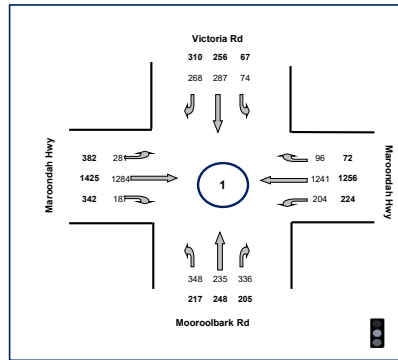 Victoria Rd
310 256 67
268 287 74
Maroondah Hwy
382 281
1425 1284
342 187
1
96 72
1241 1256
204 224
Maroondah Hwy
348 235 336
217 248 205
Mooroolbark Rd